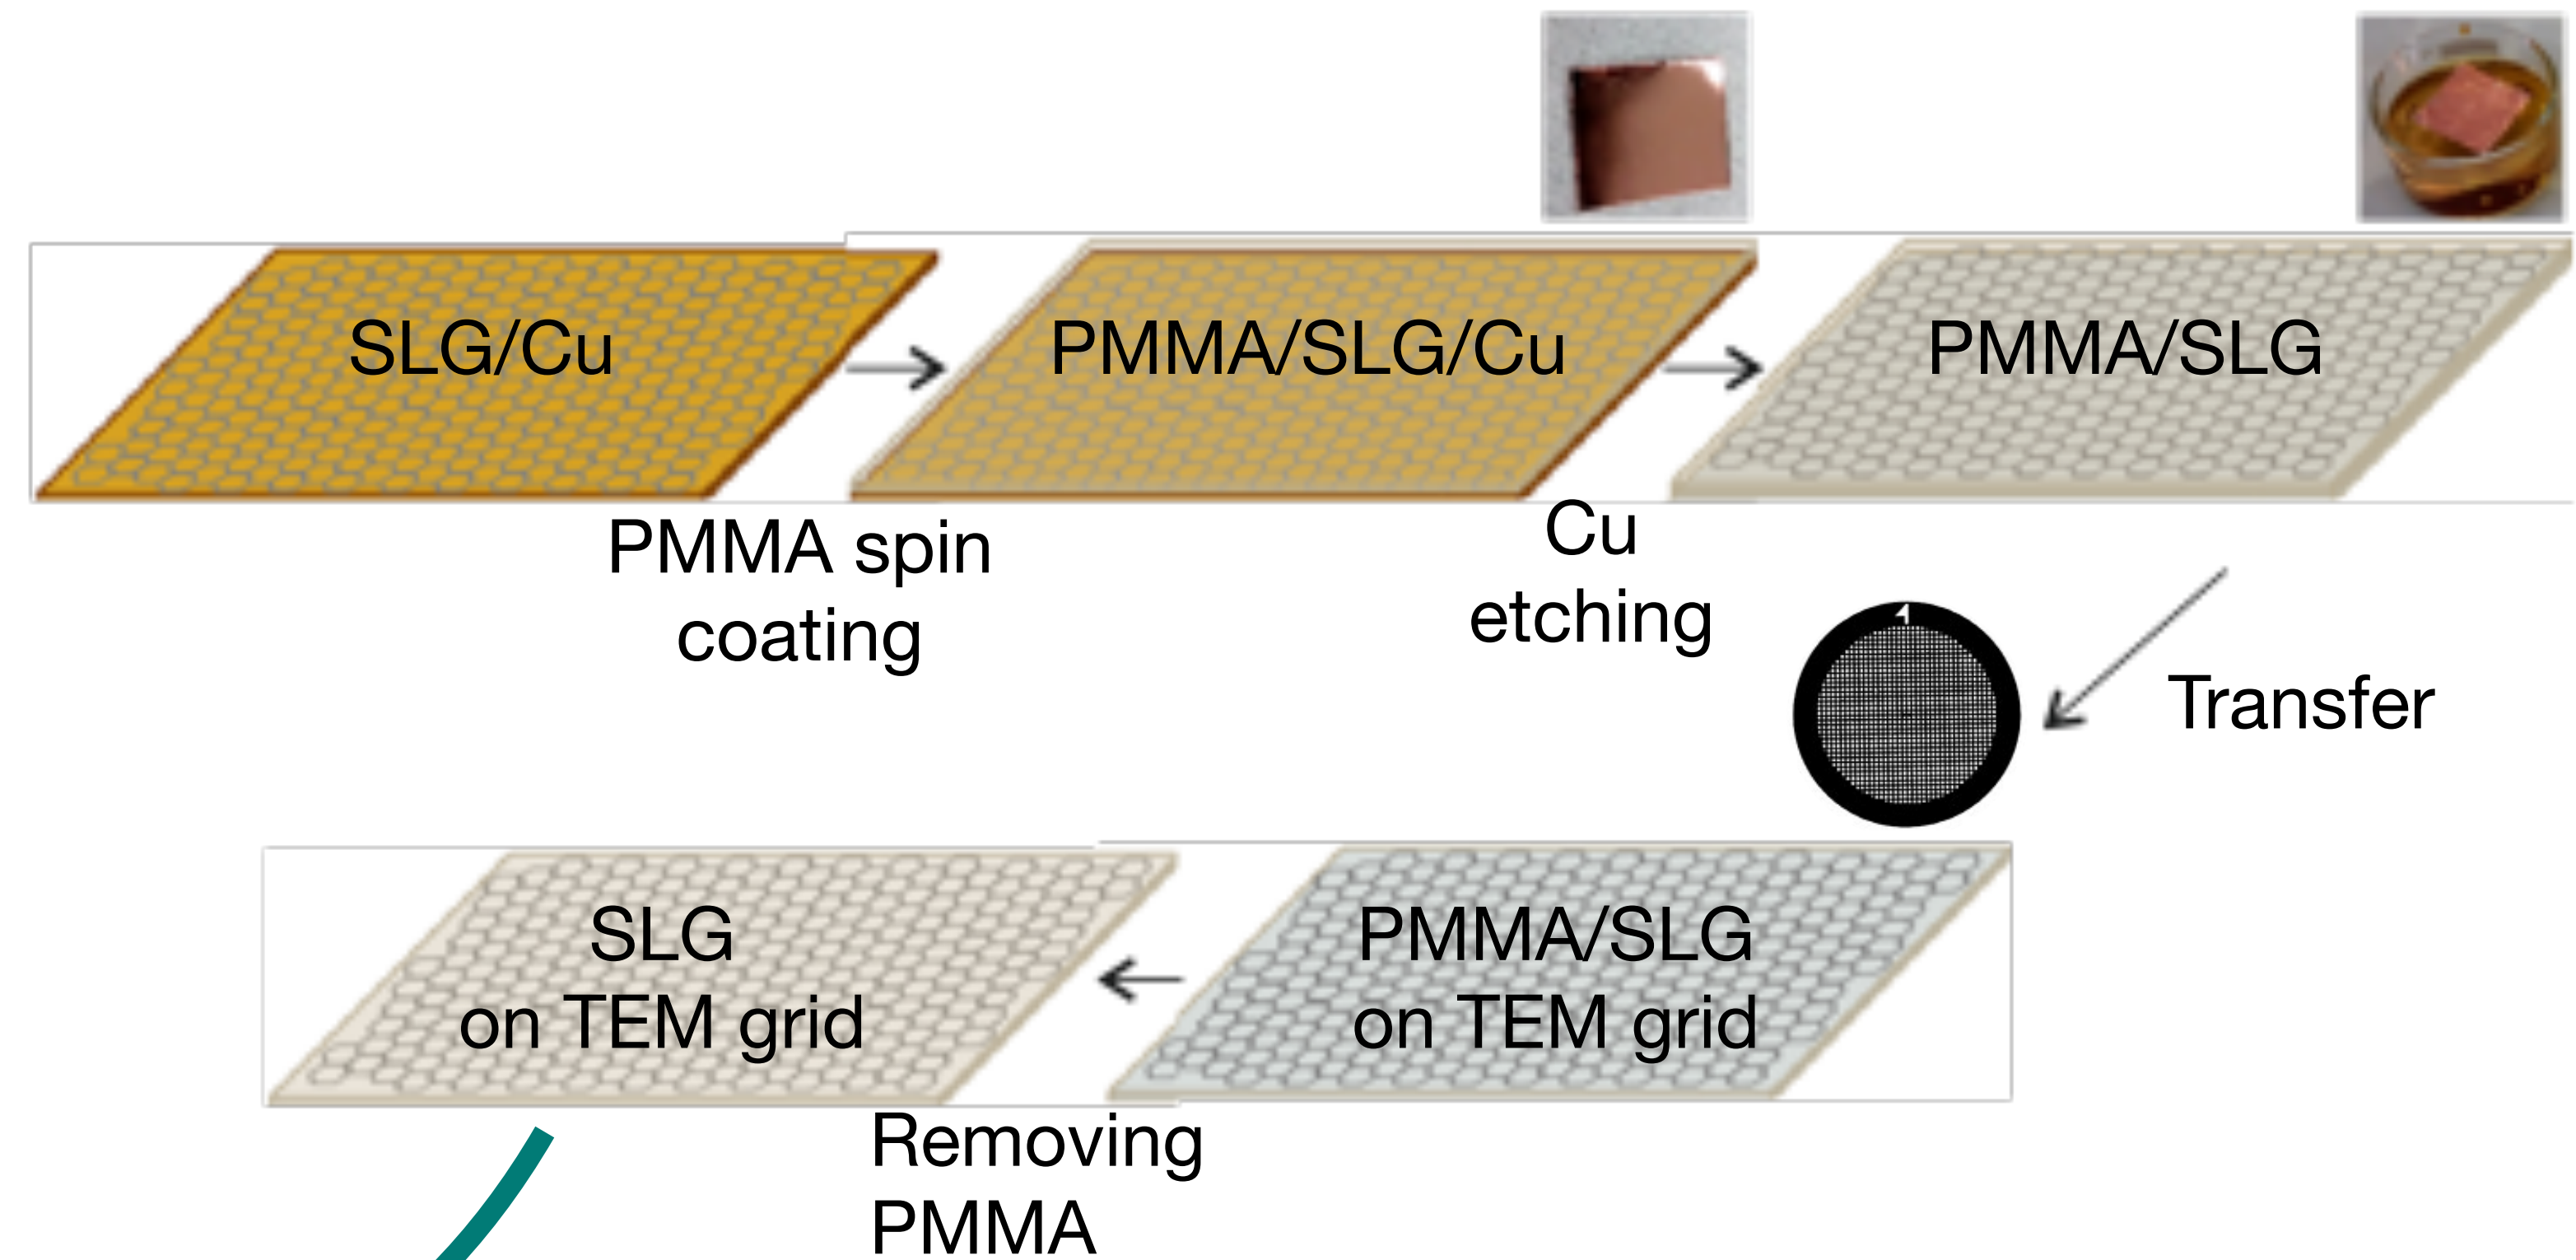 SLG/Cu
PMMA/SLG/Cu
PMMA/SLG
PMMA spin
coating
Cu
etching
Transfer
SLG
on TEM grid
PMMA/SLG
on TEM grid
Removing
PMMA